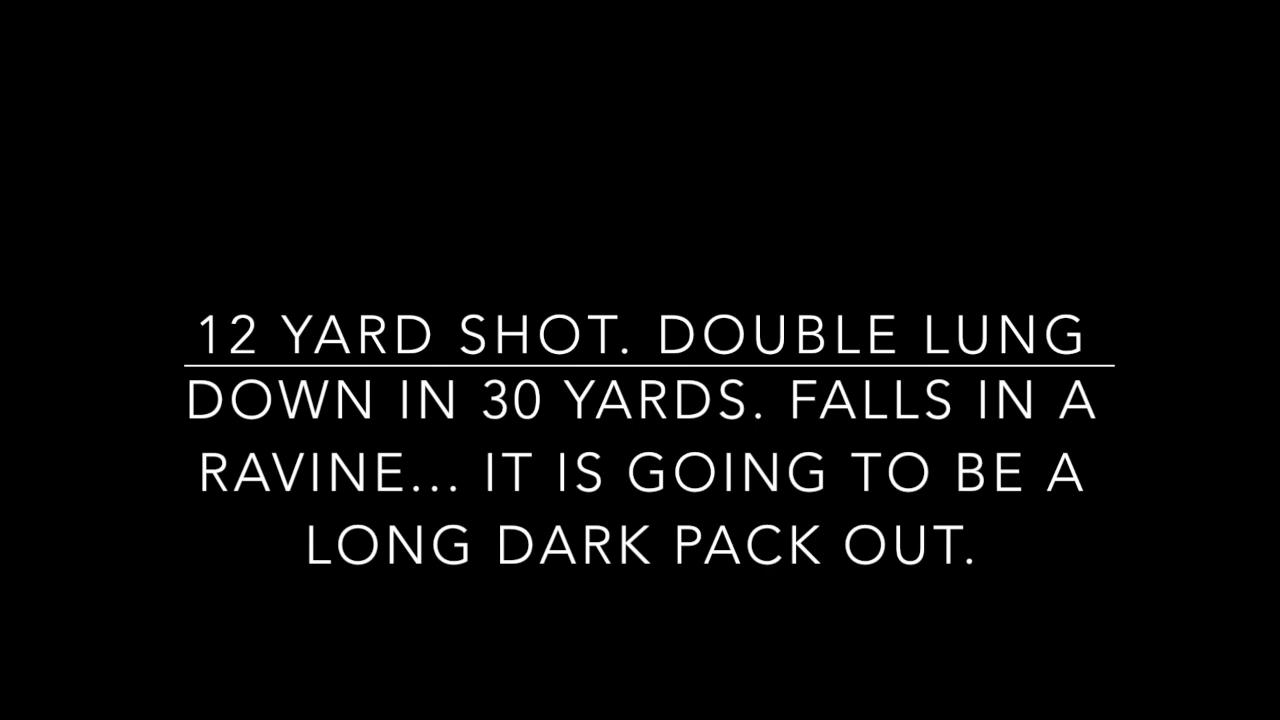 12 YARD SHOT. DOUBLE LUNG
DOWN IN 30 YARDS. FALLS IN A
RAVINE... IT IS GOING TO BE A
LONG DARK PACK OUT.